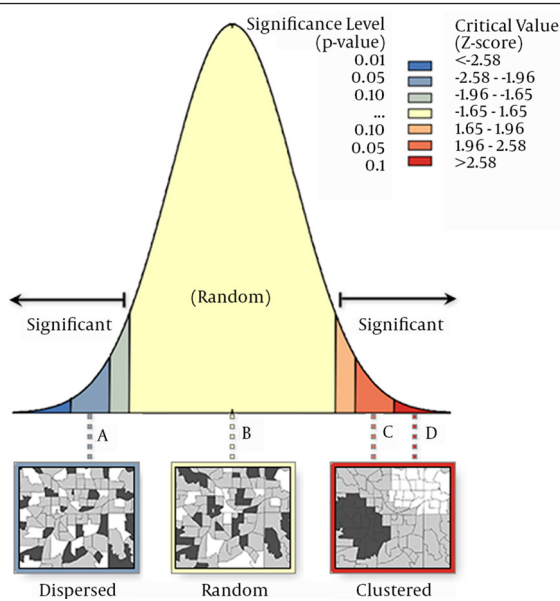 Significance Level
(p-value)
0.01
0.05
0.10
...
0.10
0.05
0.1
Critical Value
(Z-score)
<-2.58
-2.58 - -1.96
-1.96 - -1.65
-1.65 - 1.65
1.65 - 1.96
1.96 - 2.58
>2.58
(Random)
Significant
Significant
A
B
C
D
Dispersed
Random
Clustered